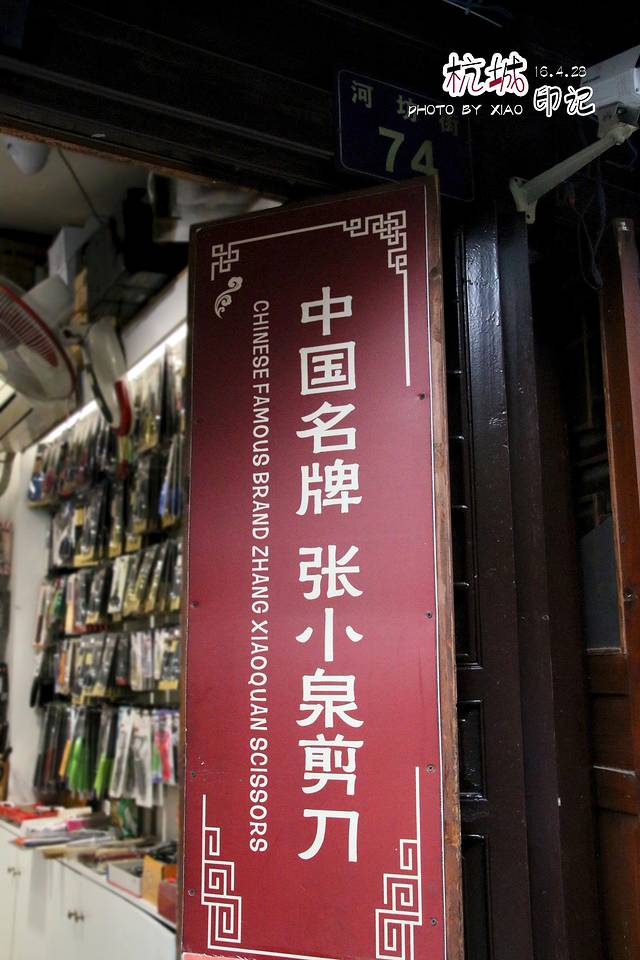 杭城 16.4.28
PHOTO BY XIAO 印记
河坊街
74
中国名牌 张小泉剪刀
CHINESE FAMOUS BRAND ZHANG XIAOQUAN SCISSORS